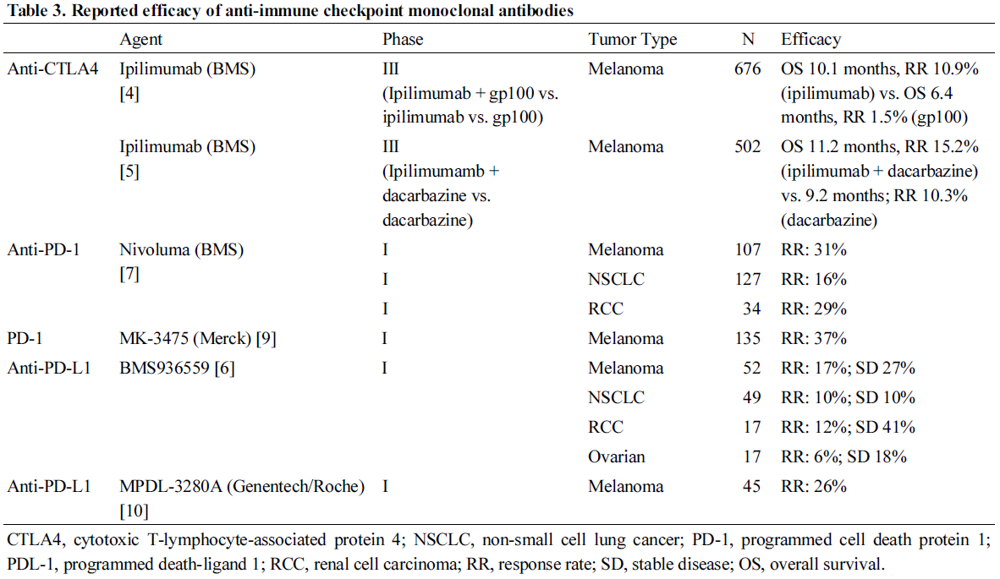 Table 3. Reported efficacy of anti-immune checkpoint monoclonal antibodies
Agent Phase Tumor Type N Efficacy
Anti-CTLA4 Ipilimumab (BMS) III Melanoma 676 OS 10.1 months, RR 10.9%
[4] (Ipilimumab + gp100 vs. (ipilimumab) vs. OS 6.4
ipilimumab vs. gp100) months, RR 1.5% (gp100)
Ipilimumab (BMS) III Melanoma 502 OS 11.2 months, RR 15.2%
[5] (Ipilimumamb + (ipilimumab + dacarbazine)
dacarbazine vs. vs. 9.2 months; RR 10.3%
dacarbazine) (dacarbazine)
Anti-PD-1 Nivoluma (BMS) I Melanoma 107 RR: 31%
[7] I NSCLC 127 RR: 16%
I RCC 34 RR: 29%
PD-1 MK-3475 (Merck) [9] I Melanoma 135 RR: 37%
Anti-PD-L1 BMS936559 [6] I Melanoma 52 RR: 17%; SD 27%
NSCLC 49 RR: 10%; SD 10%
RCC 17 RR: 12%; SD 41%
Ovarian 17 RR: 6%; SD 18%
Anti-PD-L1 MPDL-3280A (Genentech/Roche) I Melanoma 45 RR: 26%
[10]
CTLA4, cytotoxic T-lymphocyte-associated protein 4; NSCLC, non-small cell lung cancer; PD-1, programmed cell death protein 1;
PDL-1, programmed death-ligand 1; RCC, renal cell carcinoma; RR, response rate; SD, stable disease; OS, overall survival.